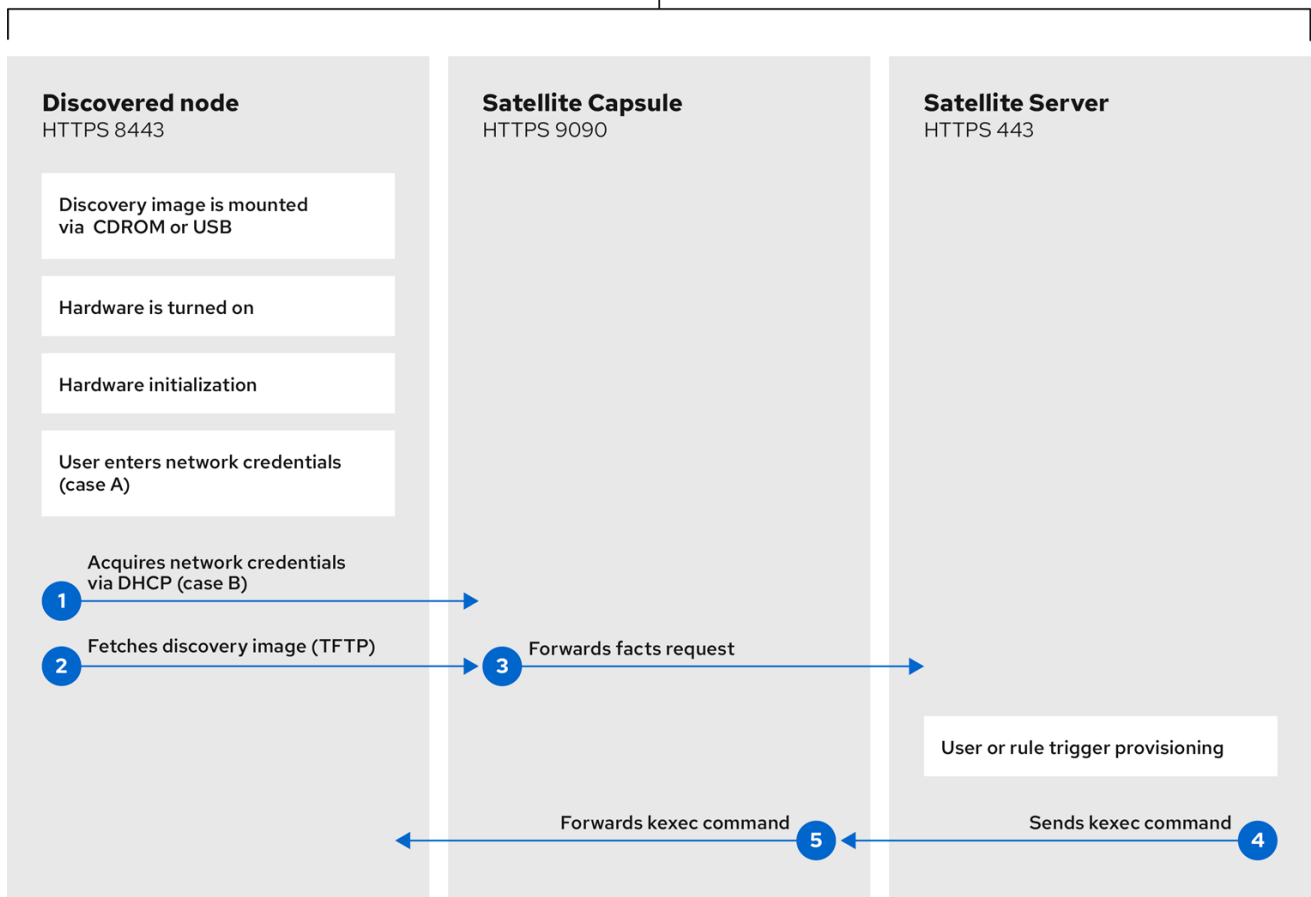 Discovered node
HTTPS 8443
Discovery image is mounted
via CDROM or USB
Hardware is turned on
Hardware initialization
User enters network credentials
(case A)
Acquires network credentials
via DHCP (case B)
1
Fetches discovery image (TFTP)
2
Satellite Capsule
HTTPS 9090
Forwards facts request
3
Forwards kexec command
5
Satellite Server
HTTPS 443
User or rule trigger provisioning
Sends kexec command
4